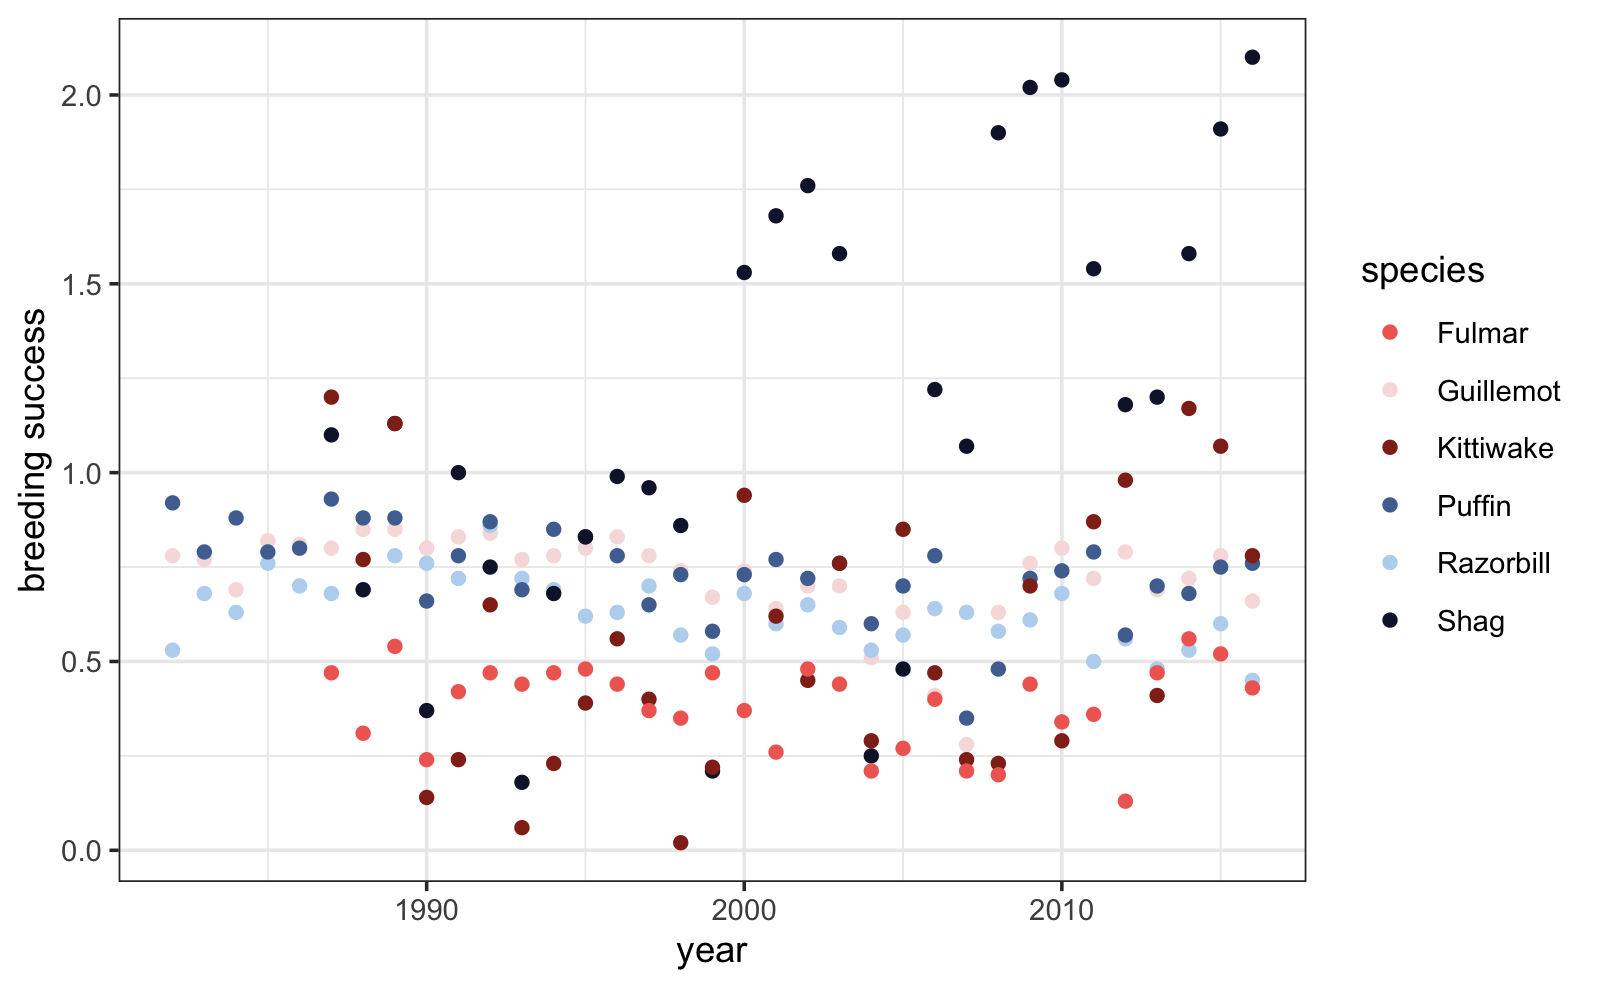 2.0
1.5
1.0
0.5
0.0
breeding success
1990 2000 2010
year
species
Fulmar
Guillemot
Kittiwake
Puffin
Razorbill
Shag